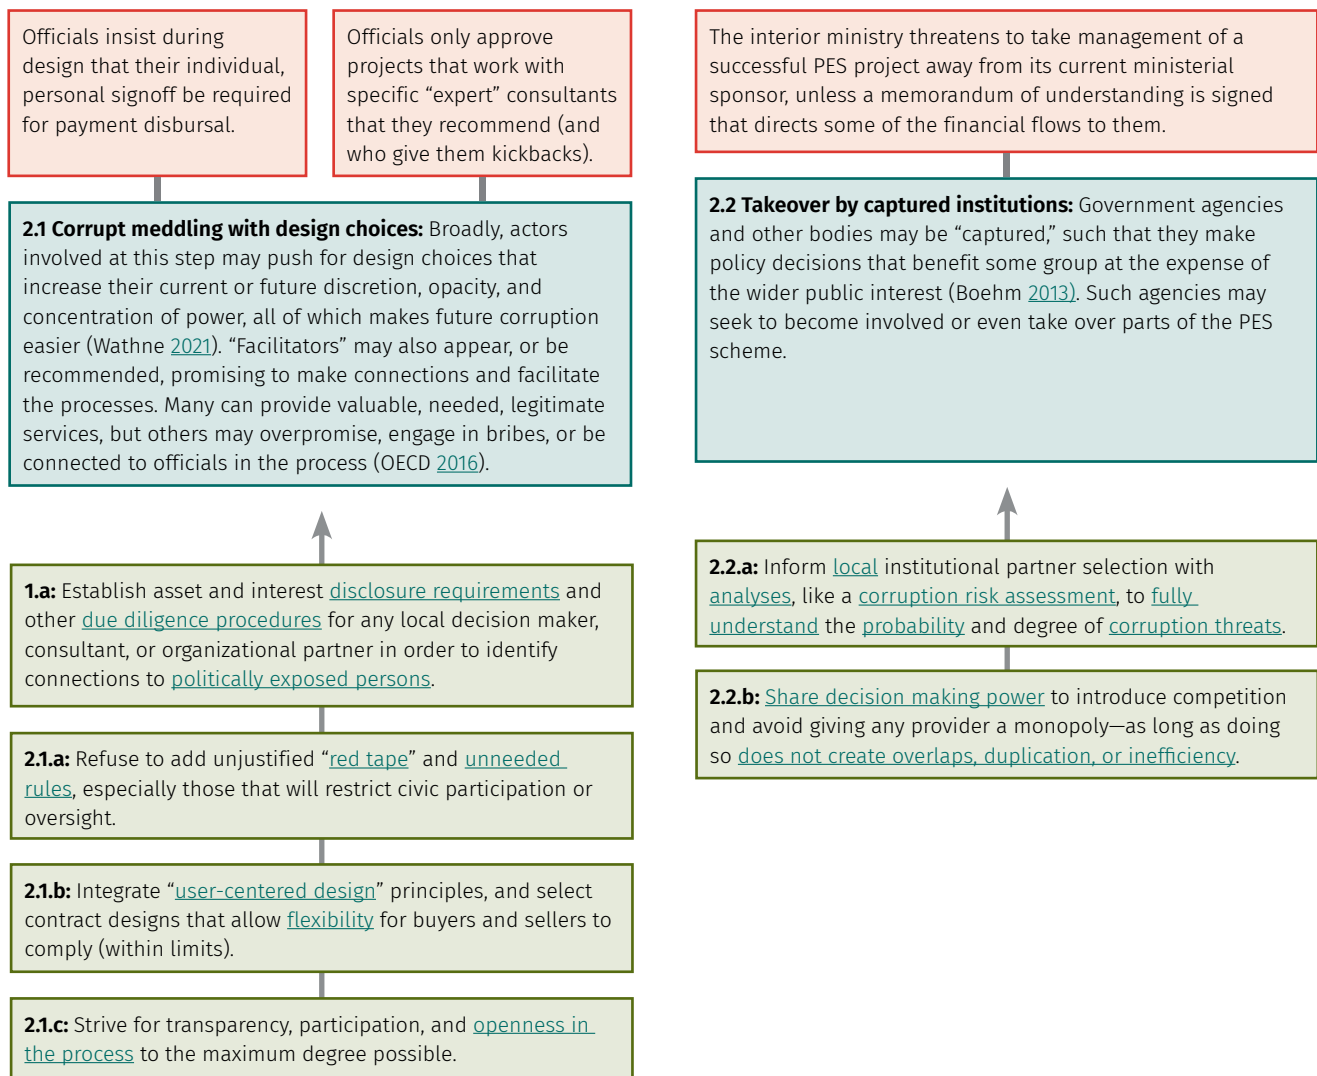 Officials insist during
design that their individual,
personal signoff be required
for payment disbursal.
Officials only approve
projects that work with
specific “expert” consultants
that they recommend (and
who give them kickbacks).
2.1 Corrupt meddling with design choices: Broadly, actors
involved at this step may push for design choices that
increase their current or future discretion, opacity, and
concentration of power, all of which makes future corruption
easier (Wathne 2021). “Facilitators” may also appear, or be
recommended, promising to make connections and facilitate
the processes. Many can provide valuable, needed, legitimate
services, but others may overpromise, engage in bribes, or be
connected to officials in the process (OECD 2016).
1.a: Establish asset and interest disclosure requirements and
other due diligence procedures for any local decision maker,
consultant, or organizational partner in order to identify
connections to politically exposed persons.
2.1.a: Refuse to add unjustified “red tape” and unneeded
rules, especially those that will restrict civic participation or
oversight.
2.1.b: Integrate “user-centered design” principles, and select
contract designs that allow flexibility for buyers and sellers to
comply (within limits).
2.1.c: Strive for transparency, participation, and openness in
the process to the maximum degree possible.
The interior ministry threatens to take management of a
successful PES project away from its current ministerial
sponsor, unless a memorandum of understanding is signed
that directs some of the financial flows to them.
2.2 Takeover by captured institutions: Government agencies
and other bodies may be “captured,” such that they make
policy decisions that benefit some group at the expense of
the wider public interest (Boehm 2013). Such agencies may
seek to become involved or even take over parts of the PES
scheme.
2.2.a: Inform local institutional partner selection with
analyses, like a corruption risk assessment, to fully
understand the probability and degree of corruption threats.
2.2.b: Share decision making power to introduce competition
and avoid giving any provider a monopoly—as long as doing
so does not create overlaps, duplication, or inefficiency.